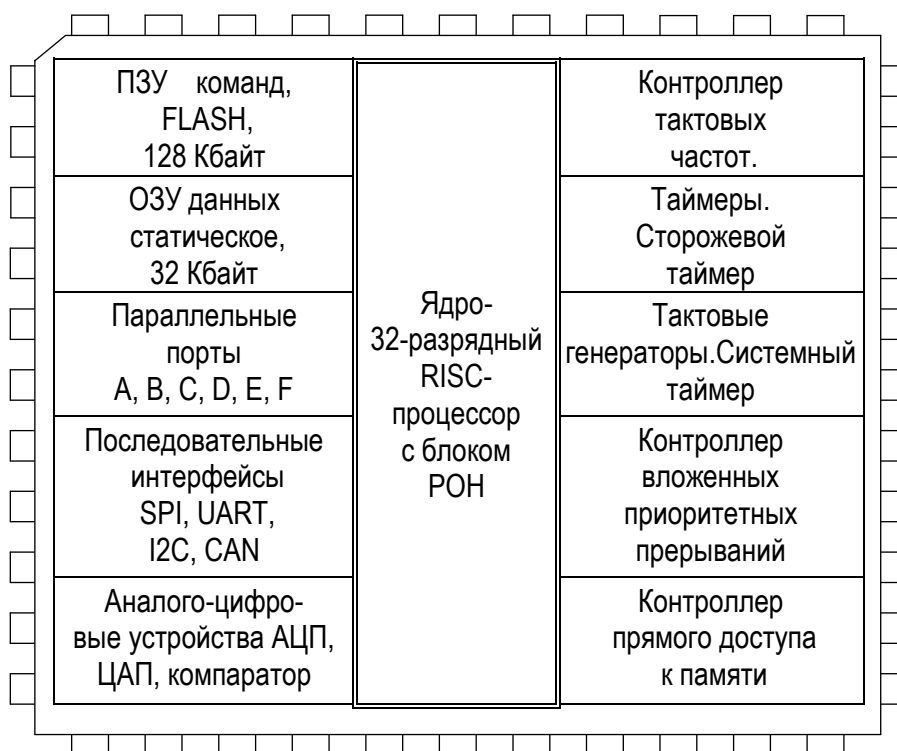 ПЗУ команд,
FLASH,
128 Кбайт
ОЗУ данных
статическое,
32 Кбайт
Параллельные
порты
A, B, C, D, E, F
Последовательные
интерфейсы
SPI, UART,
I2C, CAN
Аналого-цифро-
вые устройства АЦП,
ЦАП, компаратор
Ядро-
32-разрядный
RISC-
процессор
с блоком
РОН
Контроллер
тактовых
частот.
Таймеры.
Сторожевой
таймер
Тактовые
генераторы.Системный
таймер
Контроллер
вложенных
приоритетных
прерываний
Контроллер
прямого доступа
к памяти